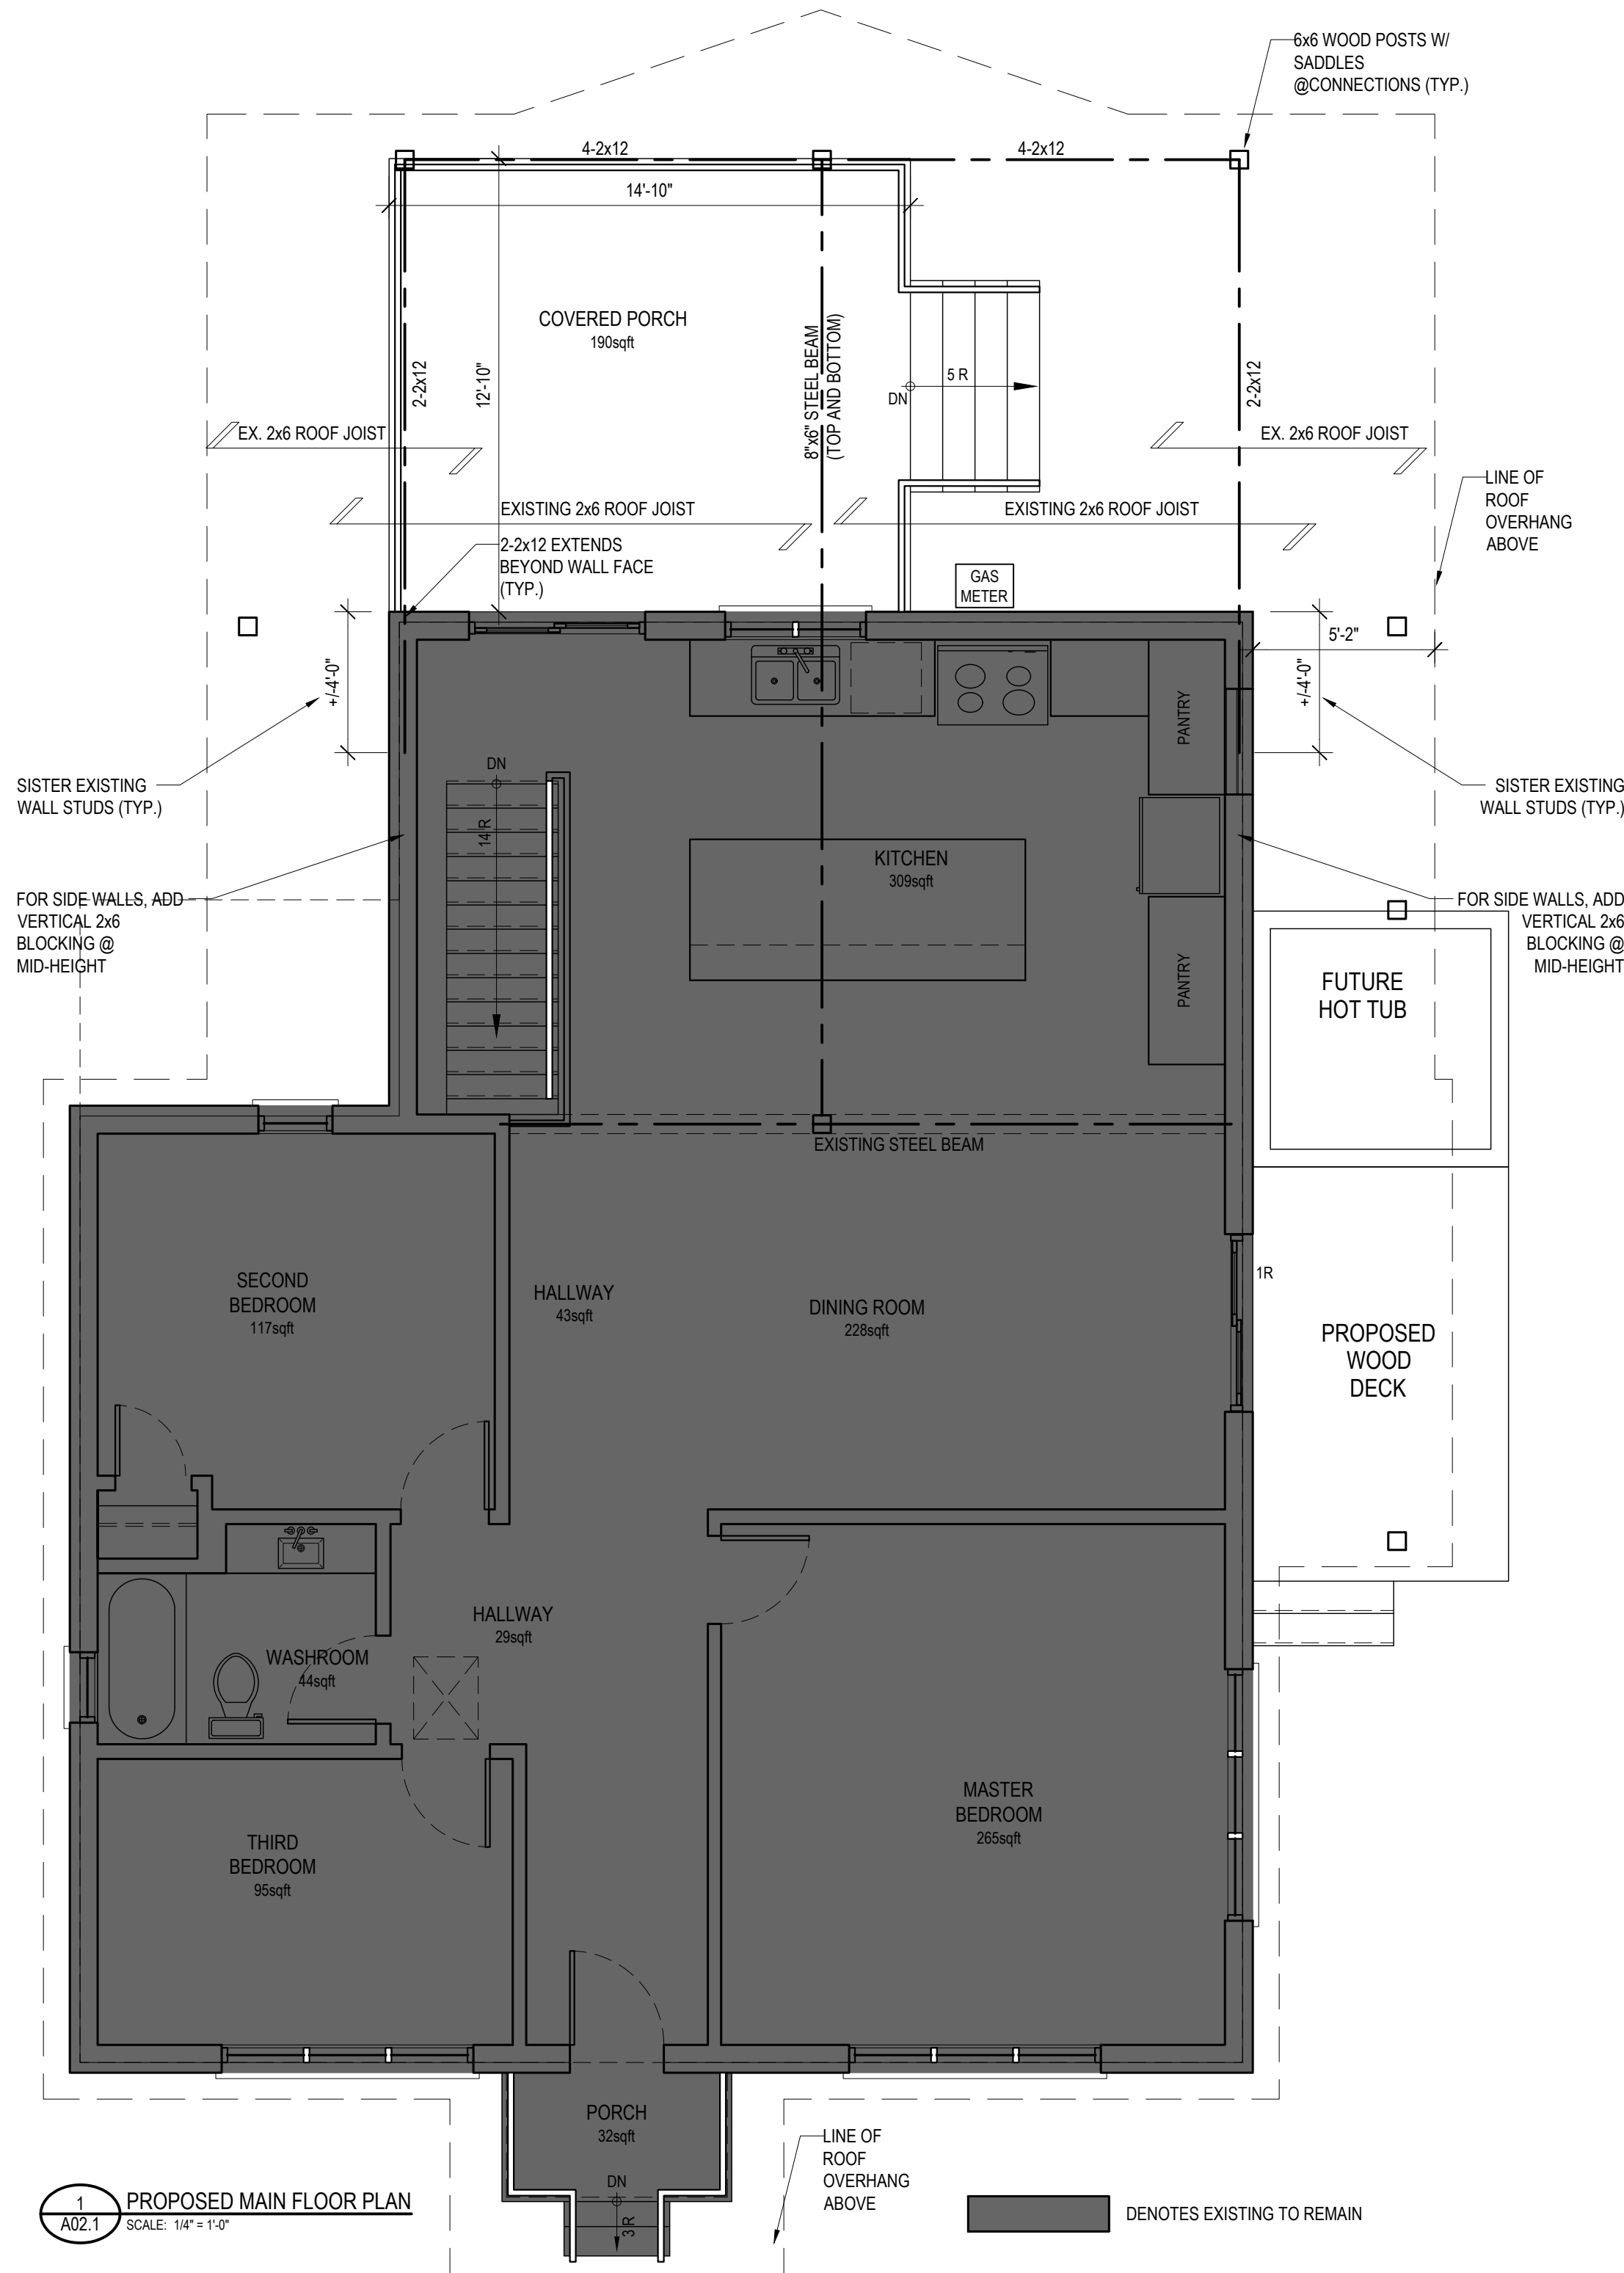 6x6 WOOD POSTS W/
SADDLES
@CONNECTIONS (TYP.)
4-2x12
4-2x12
14'-10"
COVERED PORCH
190sqft
2-2x12
12'-10"
8"x6" STEEL BEAM
(TOP AND BOTTOM)
5 R
DN
2-2x12
EX. 2x6 ROOF JOIST
EX. 2x6 ROOF JOIST
LINE OF
ROOF
OVERHANG
ABOVE
EXISTING 2x6 ROOF JOIST
EXISTING 2x6 ROOF JOIST
2-2x12 EXTENDS
BEYOND WALL FACE
(TYP.)
GAS
METER
5'-2"
+/-4'-0"
+/-4'-0"
PANTRY
DN
14 R
SISTER EXISTING
WALL STUDS (TYP.)
SISTER EXISTING
WALL STUDS (TYP.)
KITCHEN
309sqft
FOR SIDE WALLS, ADD
VERTICAL 2x6
BLOCKING @
MID-HEIGHT
FOR SIDE WALLS, ADD
VERTICAL 2x6
BLOCKING @
MID-HEIGHT
PANTRY
FUTURE
HOT TUB
EXISTING STEEL BEAM
SECOND
BEDROOM
117sqft
HALLWAY
43sqft
DINING ROOM
228sqft
1R
PROPOSED
WOOD
DECK
HALLWAY
29sqft
WASHROOM
44sqft
MASTER
BEDROOM
265sqft
THIRD
BEDROOM
95sqft
PORCH
32sqft
DN
3 R
LINE OF
ROOF
OVERHANG
ABOVE
1
A02.1
PROPOSED MAIN FLOOR PLAN
SCALE: 1/4" = 1'-0"
DENOTES EXISTING TO REMAIN